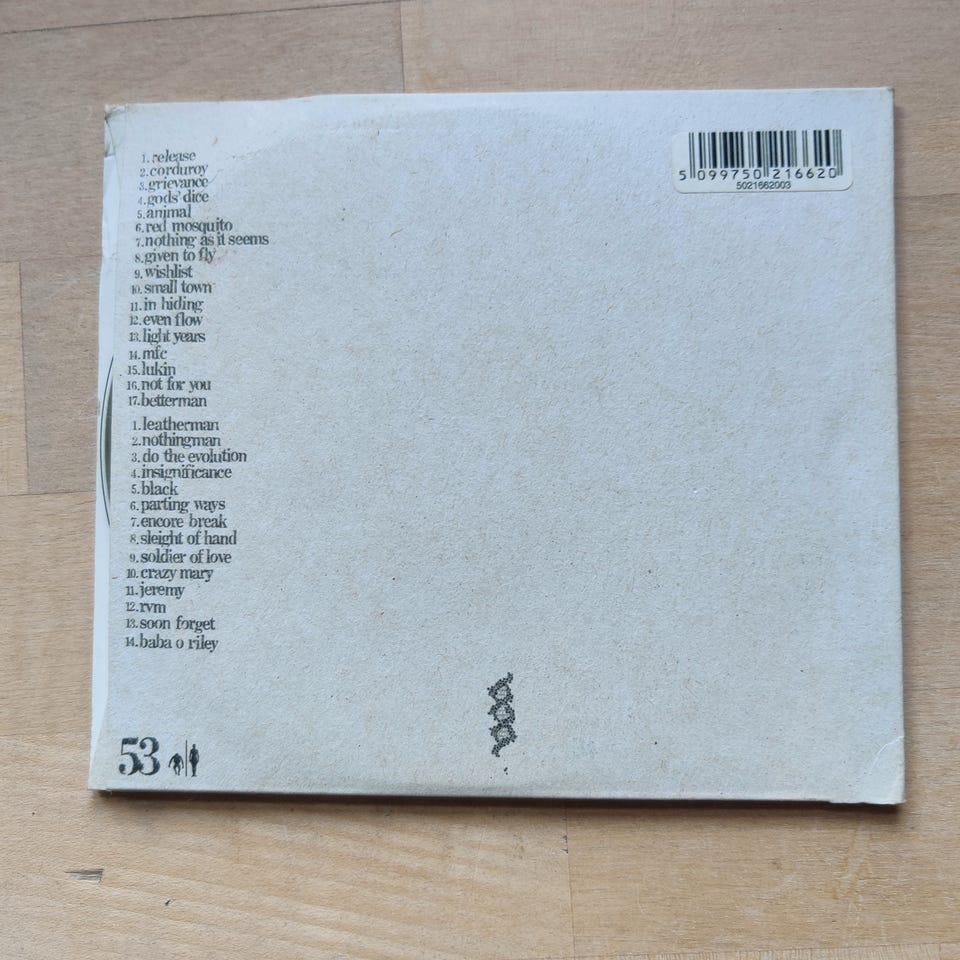 1. release
2. corduroy
3. grievance
4. gods' dice
5. animal
6. red mosquito
7. nothing as it seems
8. given to fly
9. wishlist
10. small town
11. in hiding
12. even flow
13. light years
14. mfc
15. lukin
16. not for you
17. betterman
1. leatherman
2. nothingman
3. do the evolution
4. insignificance
5. black
6. parting ways
7. encore break
8. sleight of hand
9. soldier of love
10. crazy mary
11. jeremy
12. rvm
13. soon forget
14. baba o riley
53
5 099750 216620
5021662003